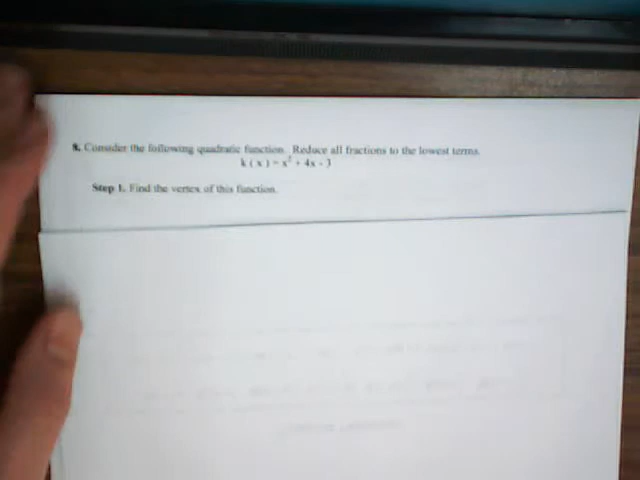 8. Consider the following quadratic function. Reduce all fractions to the lowest terms.
k ( x ) = x² + 4x - 3
Step 1. Find the vertex of this function.